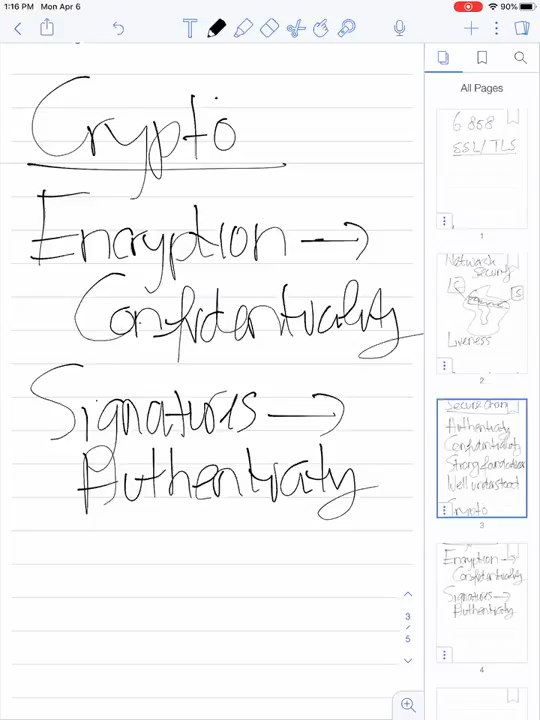 1:16 PM Mon Apr 6
90%
Crypto
Encryption →
Confidentiality
Signatures →
Authenticity
3
/
5
All Pages
6 858
SSL/TLS
1
Network
Security
S
Liveness
2
Secure Chang
Authenticity
Confidentiality
Strong foundation
Well understood
Crypto
3
Encryption →
Confidentiality
Signatures →
Authenticity
4